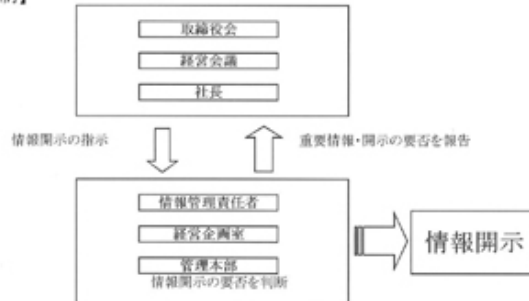 制】
取締役会
経営会議
社長
情報開示の指示
重要情報・開示の要否を報告
情報管理責任者
経営企画室
管理本部
情報開示の要否を判断
情報開示